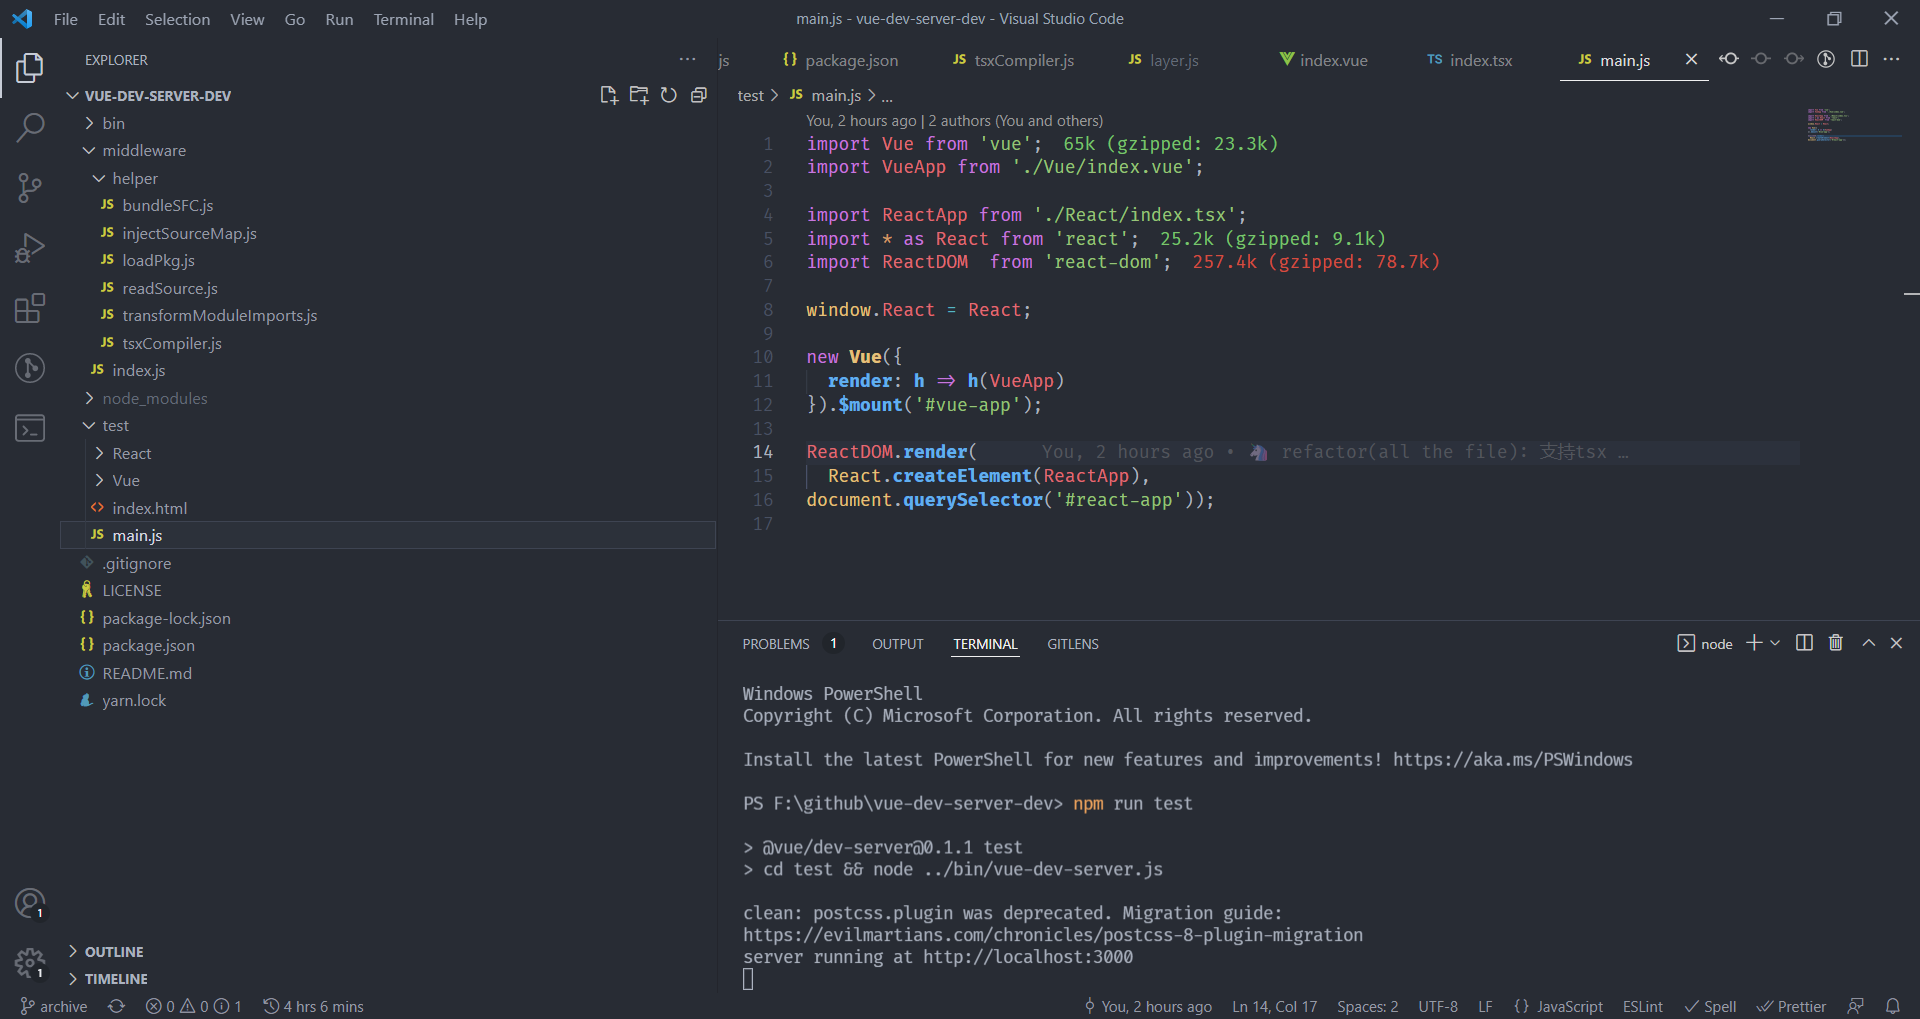 File Edit Selection View Go Run Terminal Help
main.js - vue-dev-server-dev - Visual Studio Code
EXPLORER
VUE-DEV-SERVER-DEV
bin
middleware
helper
JS bundleSFC.js
JS injectSourceMap.js
JS loadPkg.js
JS readSource.js
JS transformModuleImports.js
JS tsxCompiler.js
JS index.js
node_modules
test
React
Vue
<> index.html
JS main.js
.gitignore
LICENSE
{} package-lock.json
{} package.json
README.md
yarn.lock
OUTLINE
TIMELINE
1
1
js {} package.json JS tsxCompiler.js JS layer.js index.vue TS index.tsx JS main.js
test > JS main.js > ...
You, 2 hours ago | 2 authors (You and others)
1 import Vue from 'vue'; 65k (gzipped: 23.3k)
2 import VueApp from './Vue/index.vue';
3
4 import ReactApp from './React/index.tsx';
5 import * as React from 'react'; 25.2k (gzipped: 9.1k)
6 import ReactDOM from 'react-dom'; 257.4k (gzipped: 78.7k)
7
8 window.React = React;
9
10 new Vue({
11 render: h => h(VueApp)
12 }).$mount('#vue-app');
13
14 ReactDOM.render( You, 2 hours ago • 🦄 refactor(all the file): 支持tsx …
15 React.createElement(ReactApp),
16 document.querySelector('#react-app'));
17
PROBLEMS 1 OUTPUT TERMINAL GITLENS node
Windows PowerShell
Copyright (C) Microsoft Corporation. All rights reserved.
Install the latest PowerShell for new features and improvements! https://aka.ms/PSWindows
PS F:\github\vue-dev-server-dev> npm run test
> @vue/dev-server@0.1.1 test
> cd test && node ../bin/vue-dev-server.js
clean: postcss.plugin was deprecated. Migration guide:
https://evilmartians.com/chronicles/postcss-8-plugin-migration
server running at http://localhost:3000
archive 0 0 1 4 hrs 6 mins You, 2 hours ago Ln 14, Col 17 Spaces: 2 UTF-8 LF {} JavaScript ESLint Spell Prettier